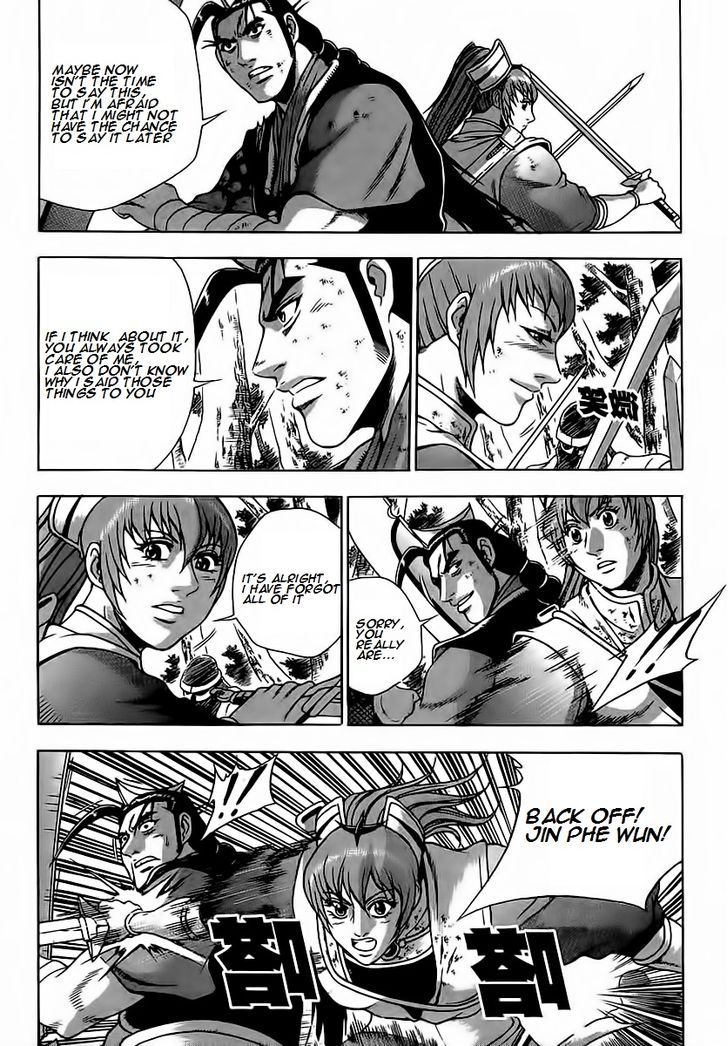 MAYBE NOW
ISN'T THE TIME
TO SAY THIS,
BUT I'M AFRAID
THAT I MIGHT NOT
HAVE THE CHANCE
TO SAY IT LATER
IF I THINK ABOUT IT,
YOU ALWAYS TOOK
CARE OF ME,
I ALSO DON'T KNOW
WHY I SAID THOSE
THINGS TO YOU
IT'S ALRIGHT,
I HAVE FORGOT
ALL OF IT
SORRY,
YOU
REALLY
ARE...
!!
!!
BACK OFF!
JIN PHE WUN!